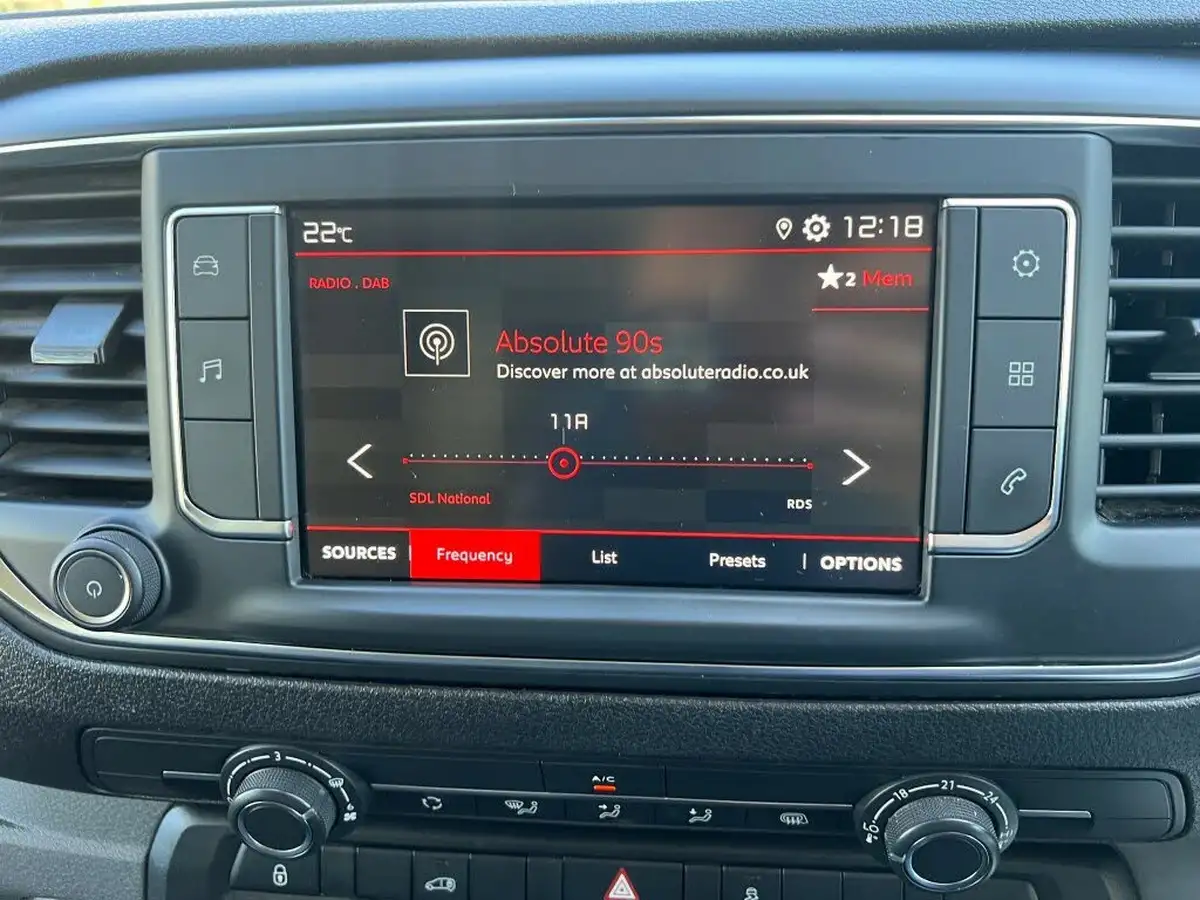 22°C
12:18
RADIO . DAB
2 Mem
Absolute 90s
Discover more at absoluteradio.co.uk
11A
SDL National
RDS
SOURCES | Frequency List Presets | OPTIONS
3
A/C
18 21 24